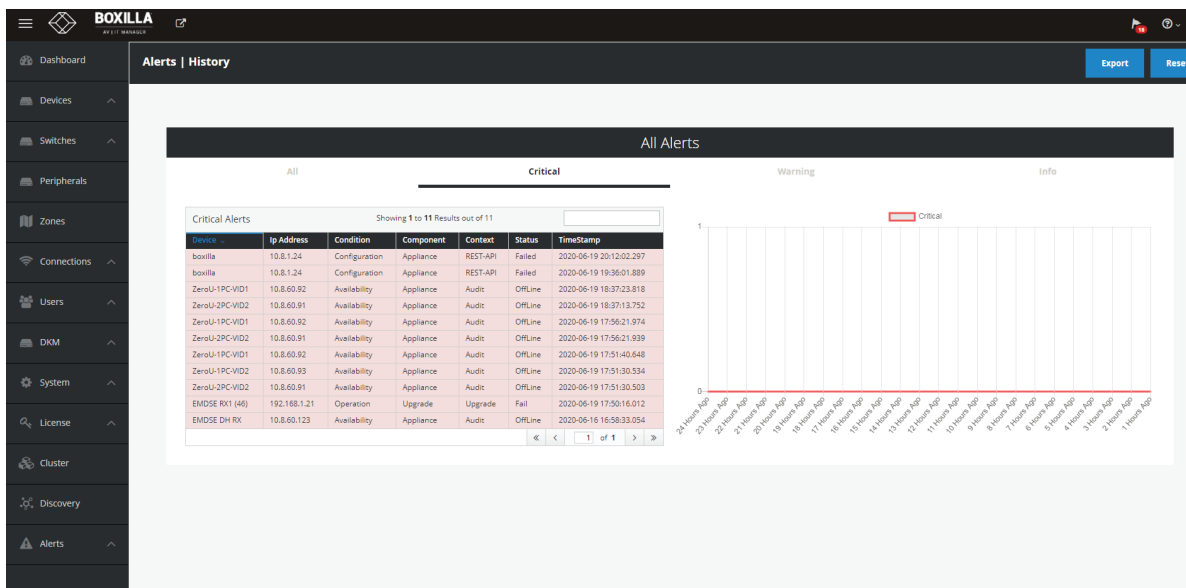 BOXILLA
AV | IT MANAGER
18
Dashboard
Alerts | History
Export
Rese
Devices
Switches
All Alerts
All
Critical
Warning
Info
Peripherals
Zones
Critical Alerts
Showing 1 to 11 Results out of 11
Critical
1
Device
Ip Address
Condition
Component
Context
Status
TimeStamp
boxilla 10.8.1.24 Configuration Appliance REST-API Failed 2020-06-19 20:12:02.297
boxilla 10.8.1.24 Configuration Appliance REST-API Failed 2020-06-19 19:36:01.889
ZeroU-1PC-VID1 10.8.60.92 Availability Appliance Audit OffLine 2020-06-19 18:37:23.818
ZeroU-2PC-VID2 10.8.60.91 Availability Appliance Audit OffLine 2020-06-19 18:37:13.752
ZeroU-1PC-VID1 10.8.60.92 Availability Appliance Audit OffLine 2020-06-19 17:56:21.974
ZeroU-2PC-VID2 10.8.60.91 Availability Appliance Audit OffLine 2020-06-19 17:56:21.939
ZeroU-1PC-VID1 10.8.60.92 Availability Appliance Audit OffLine 2020-06-19 17:51:40.648
ZeroU-1PC-VID2 10.8.60.93 Availability Appliance Audit OffLine 2020-06-19 17:51:30.534
ZeroU-2PC-VID2 10.8.60.91 Availability Appliance Audit OffLine 2020-06-19 17:51:30.503
EMDSE RX1 (46) 192.168.1.21 Operation Upgrade Upgrade Fail 2020-06-19 17:50:16.012
EMDSE DH RX 10.8.60.123 Availability Appliance Audit OffLine 2020-06-16 16:58:33.054
« < 1 of 1 > »
0
24 Hours Ago
23 Hours Ago
22 Hours Ago
21 Hours Ago
20 Hours Ago
19 Hours Ago
18 Hours Ago
17 Hours Ago
16 Hours Ago
15 Hours Ago
14 Hours Ago
13 Hours Ago
12 Hours Ago
11 Hours Ago
10 Hours Ago
9 Hours Ago
8 Hours Ago
7 Hours Ago
6 Hours Ago
5 Hours Ago
4 Hours Ago
3 Hours Ago
2 Hours Ago
1 Hours Ago
Connections
Users
DKM
System
License
Cluster
Discovery
Alerts